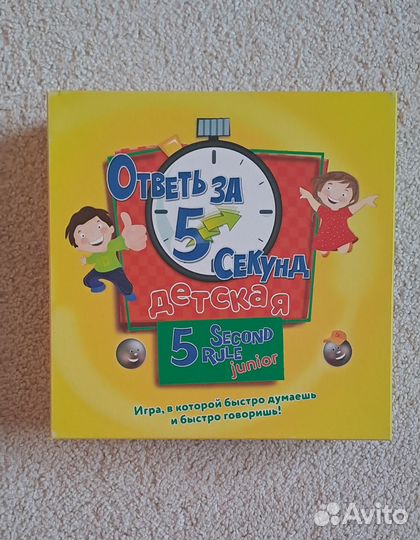 Ответь за
5
Секунд
детская
5 Second
Rule
junior
Игра, в которой быстро думаешь
и быстро говоришь!
Avito